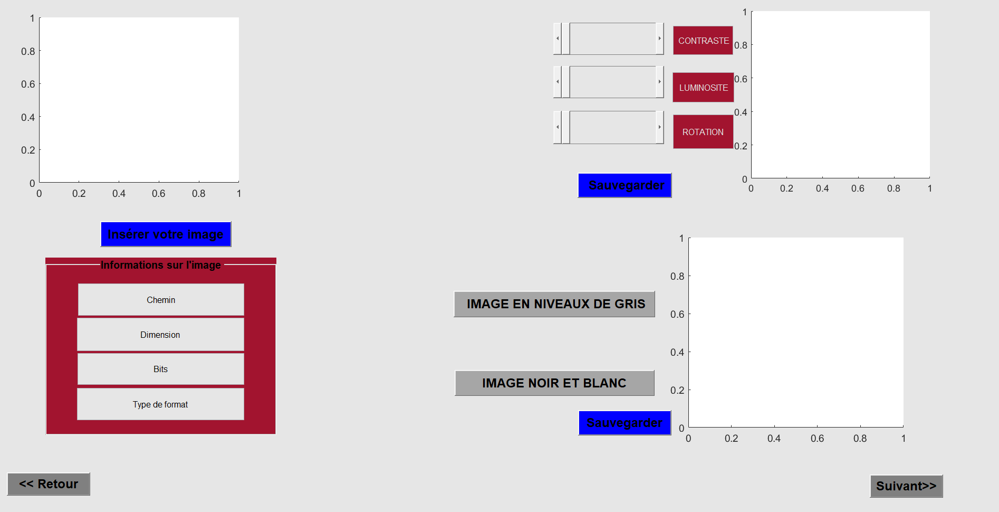 1
0.8
0.6
0.4
0.2
0
0 0.2 0.4 0.6 0.8 1
Insérer votre image
Informations sur l'image
Chemin
Dimension
Bits
Type de format
<< Retour
CONTRASTE
LUMINOSITE
ROTATION
Sauvegarder
1
0.8
0.6
0.4
0.2
0
0 0.2 0.4 0.6 0.8 1
IMAGE EN NIVEAUX DE GRIS
IMAGE NOIR ET BLANC
Sauvegarder
1
0.8
0.6
0.4
0.2
0
0 0.2 0.4 0.6 0.8 1
Suivant>>